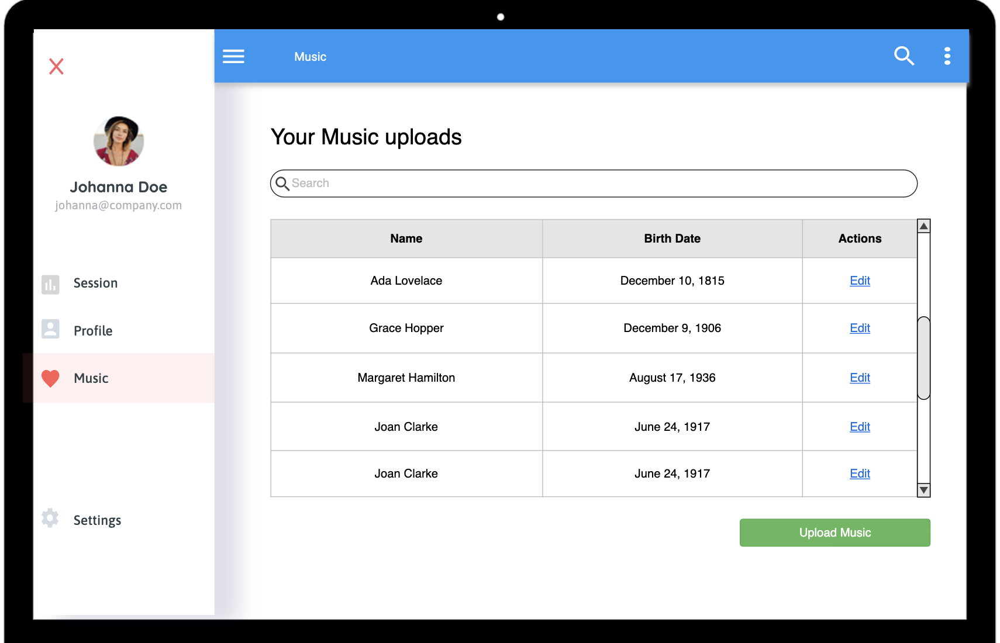 Music
Johanna Doe
johanna@company.com
Session
Profile
Music
Settings
Your Music uploads
Search
Name Birth Date Actions
Ada Lovelace December 10, 1815 Edit
Grace Hopper December 9, 1906 Edit
Margaret Hamilton August 17, 1936 Edit
Joan Clarke June 24, 1917 Edit
Joan Clarke June 24, 1917 Edit
Upload Music